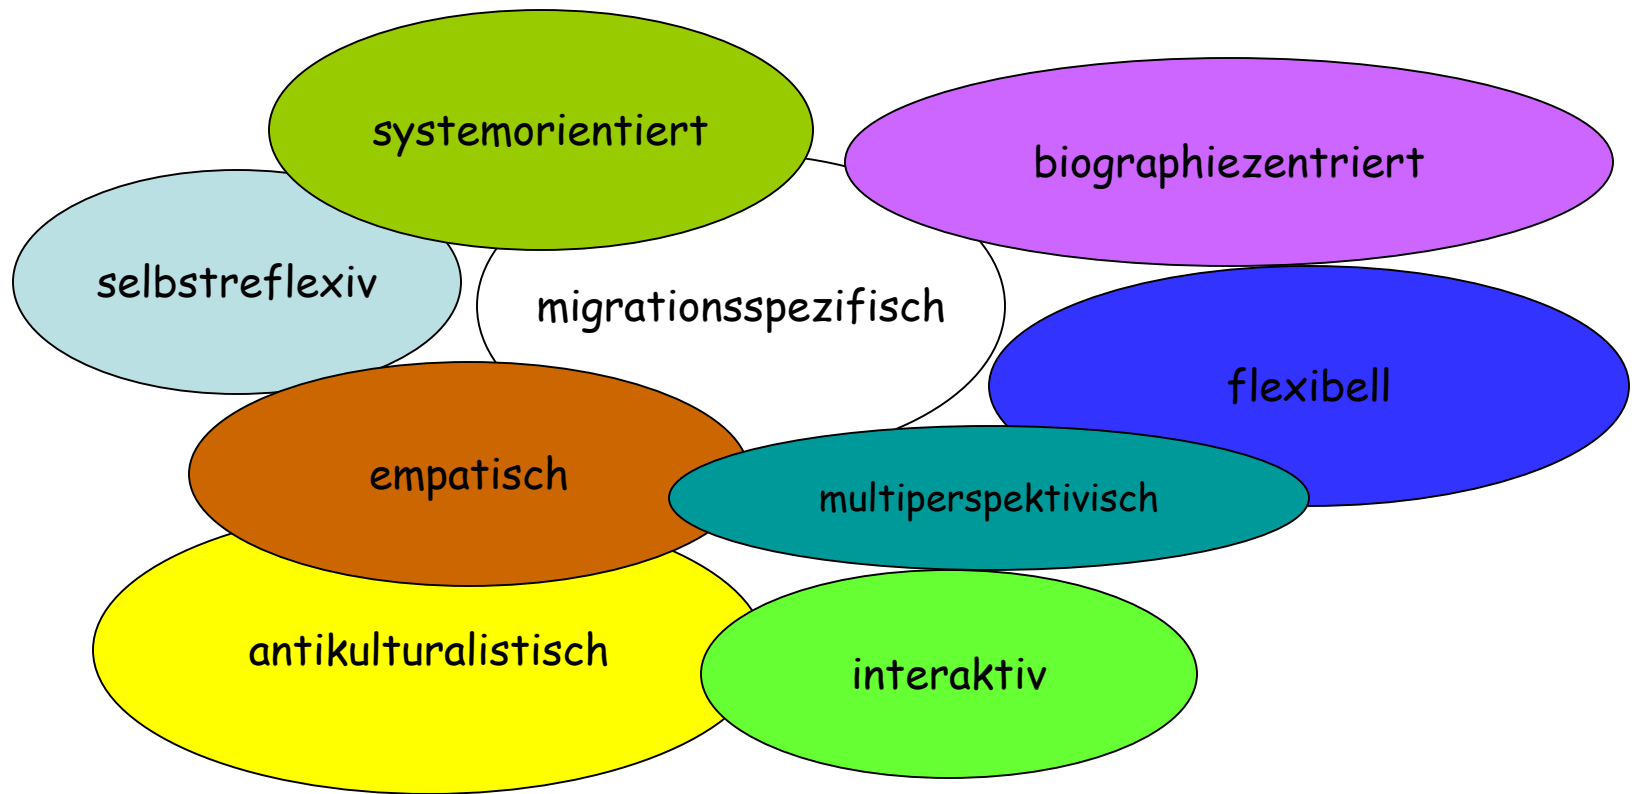 systemorientiert
biographiezentriert
selbstreflexiv
migrationsspezifisch
flexibell
empatisch
multiperspektivisch
antikulturalistisch
interaktiv